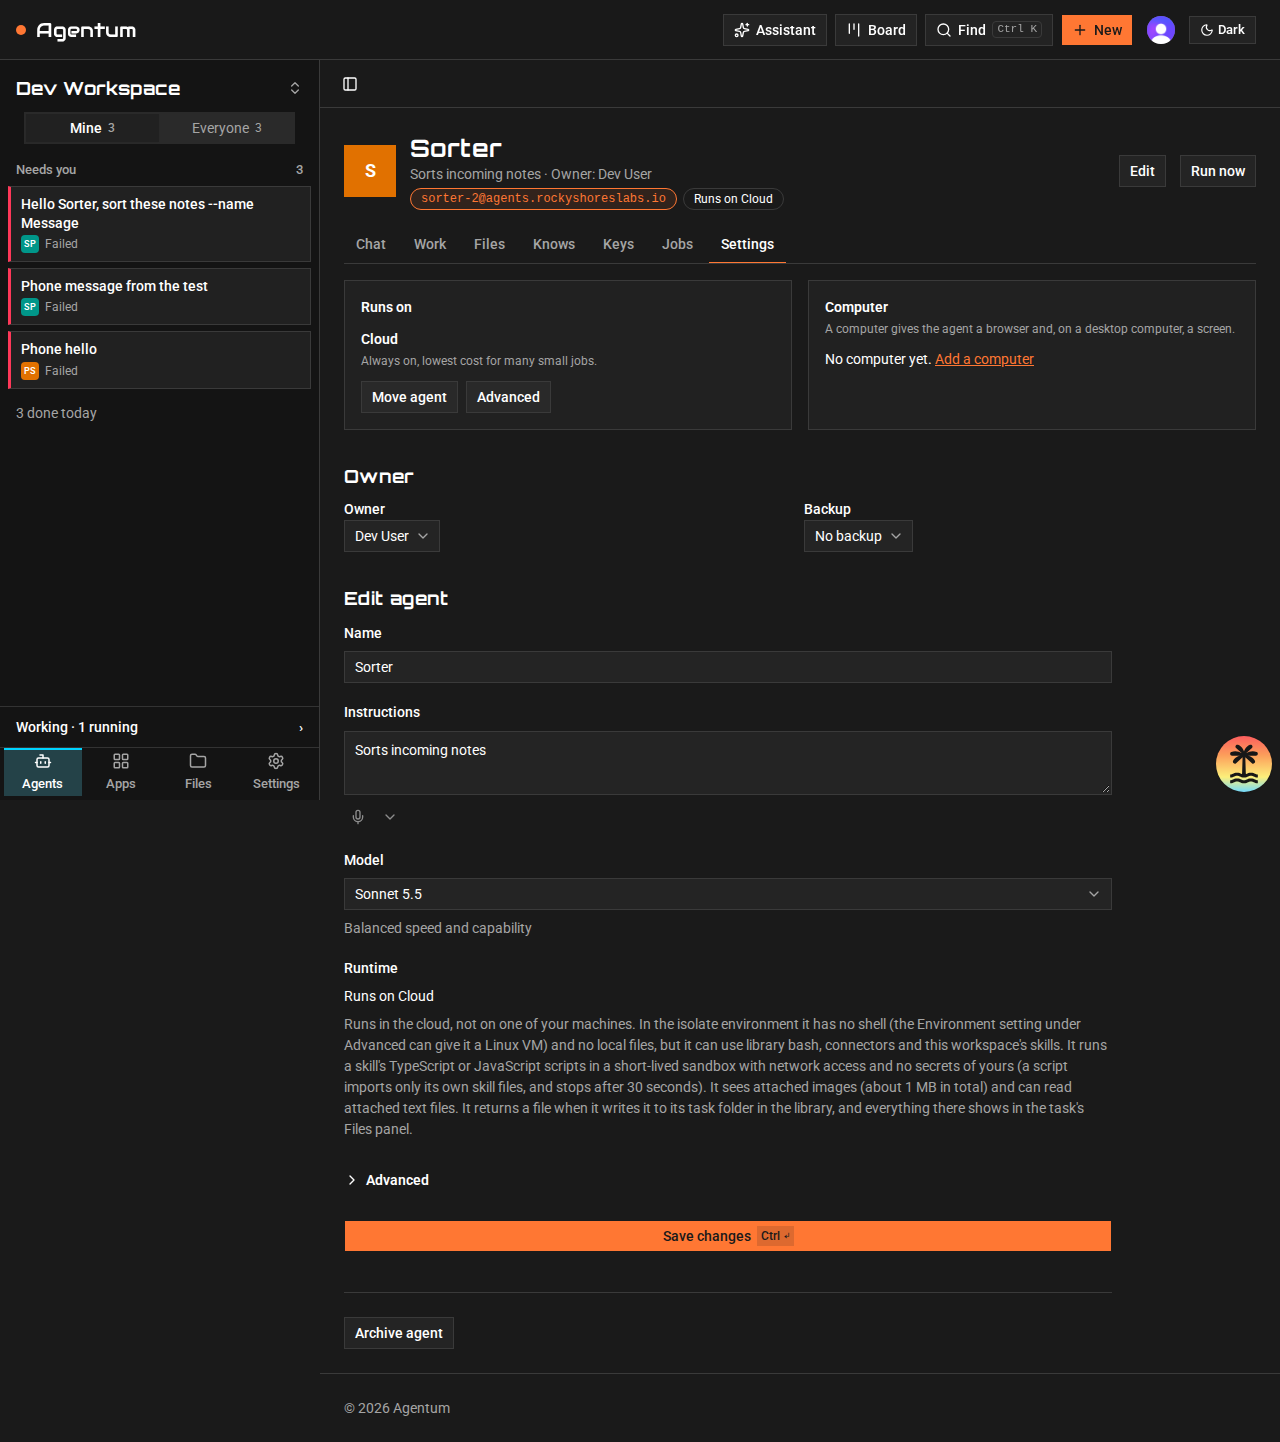 Agentum
Assistant
Board
Find Ctrl K
New
Dark
Dev Workspace
Mine 3
Everyone 3
Needs you 3
Hello Sorter, sort these notes --name
Message
SP Failed
Phone message from the test
SP Failed
Phone hello
PS Failed
3 done today
Working · 1 running ›
Agents
Apps
Files
Settings
S
Sorter
Sorts incoming notes · Owner: Dev User
sorter-2@agents.rockyshoreslabs.io
Runs on Cloud
Edit
Run now
Chat
Work
Files
Knows
Keys
Jobs
Settings
Runs on
Cloud
Always on, lowest cost for many small jobs.
Move agent
Advanced
Computer
A computer gives the agent a browser and, on a desktop computer, a screen.
No computer yet. Add a computer
Owner
Owner
Dev User
Backup
No backup
Edit agent
Name
Sorter
Instructions
Sorts incoming notes
Model
Sonnet 5.5
Balanced speed and capability
Runtime
Runs on Cloud
Runs in the cloud, not on one of your machines. In the isolate environment it has no shell (the Environment setting under
Advanced can give it a Linux VM) and no local files, but it can use library bash, connectors and this workspace's skills. It runs
a skill's TypeScript or JavaScript scripts in a short-lived sandbox with network access and no secrets of yours (a script
imports only its own skill files, and stops after 30 seconds). It sees attached images (about 1 MB in total) and can read
attached text files. It returns a file when it writes it to its task folder in the library, and everything there shows in the task's
Files panel.
Advanced
Save changes Ctrl ⏎
Archive agent
© 2026 Agentum